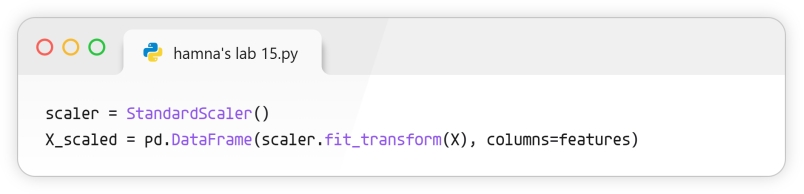 hamna's lab 15.py
scaler = StandardScaler()
X_scaled = pd.DataFrame(scaler.fit_transform(X), columns=features)